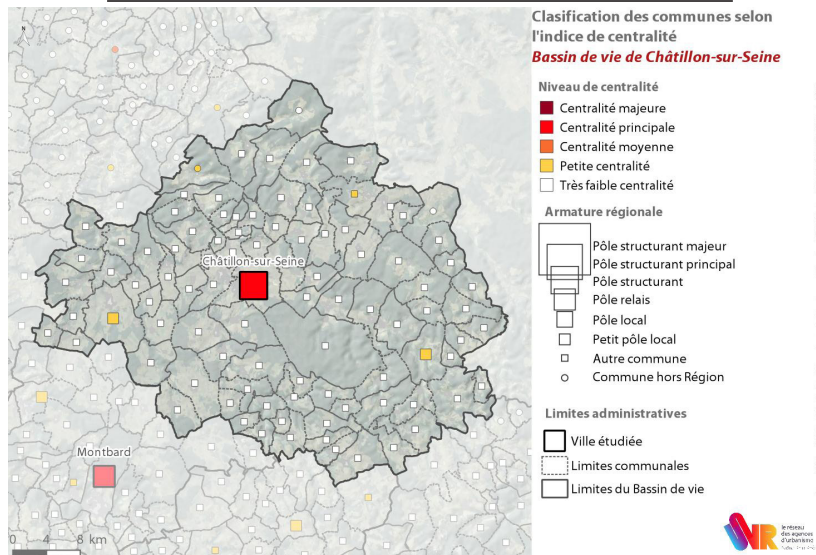 Clasification des communes selon
l'indice de centralité
Bassin de vie de Châtillon-sur-Seine
Niveau de centralité
Centralité majeure
Centralité principale
Centralité moyenne
Petite centralité
Très faible centralité
Armature régionale
Pôle structurant majeur
Pôle structurant principal
Pôle structurant
Pôle relais
Pôle local
Petit pôle local
Autre commune
Commune hors Région
Limites administratives
Ville étudiée
Limites communales
Limites du Bassin de vie
N
Châtillon-sur-Seine
Montbard
0 4 8 km
le réseau
des agences
d'urbanisme